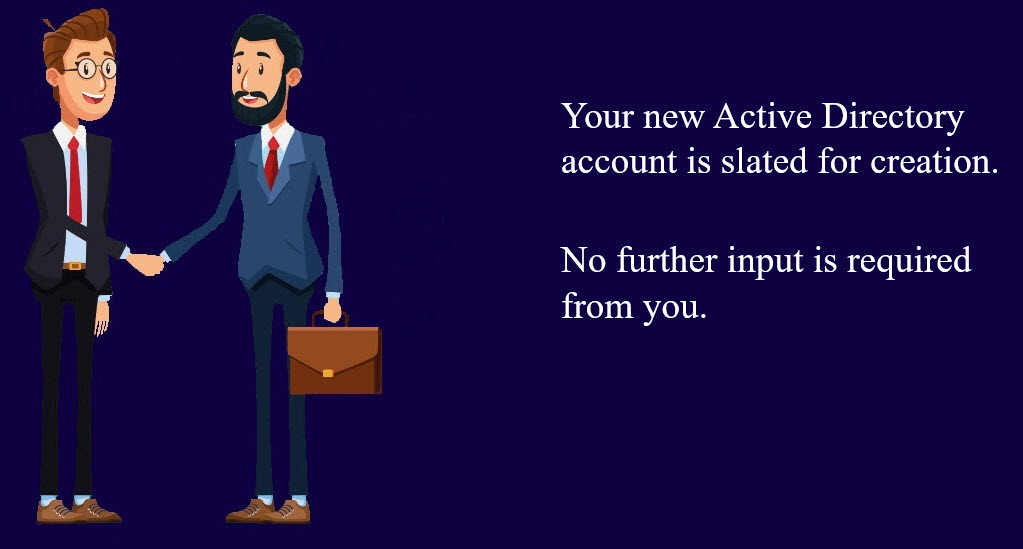 Your new Active Directory
account is slated for creation.
No further input is required
from you.